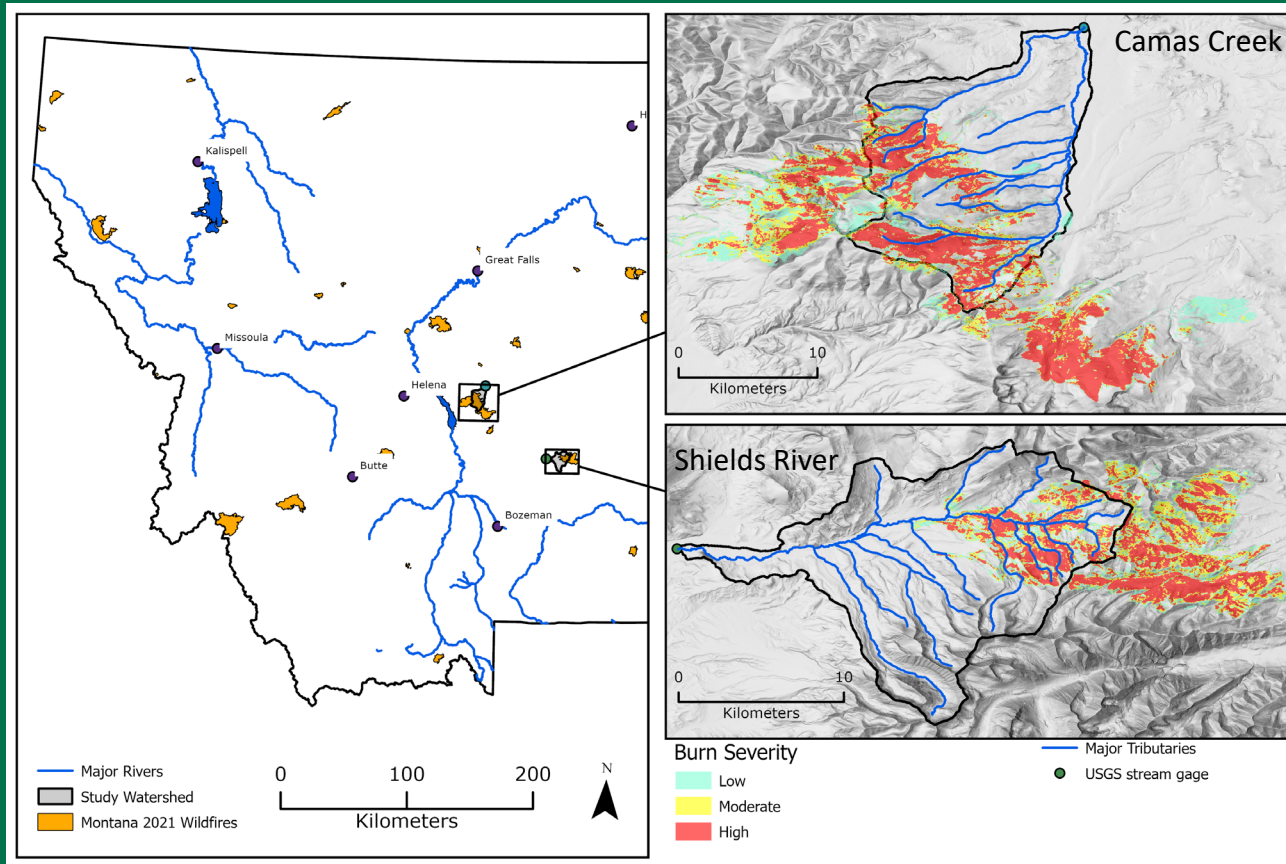 Kalispell
H
Great Falls
Missoula
Helena
Butte
Bozeman
Major Rivers
Study Watershed
Montana 2021 Wildfires
0 100 200
Kilometers
N
Camas Creek
0 10
Kilometers
Shields River
0 10
Kilometers
Burn Severity
Low
Moderate
High
Major Tributaries
USGS stream gage